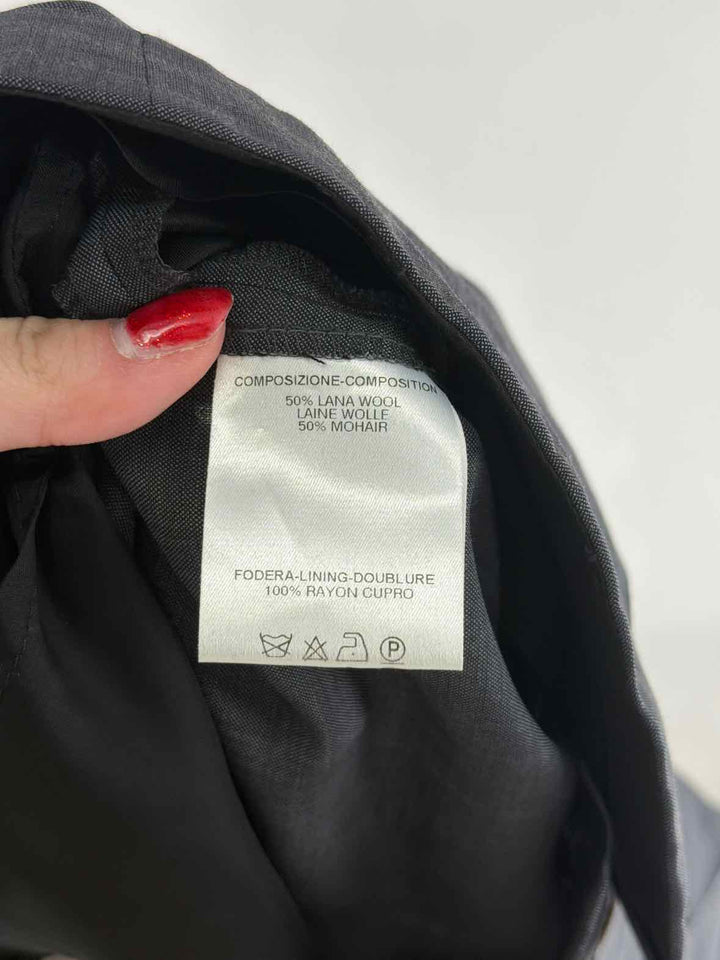 COMPOSIZIONE-COMPOSITION
50% LANA WOOL
LAINE WOLLE
50% MOHAIR
FODERA-LINING-DOUBLURE
100% RAYON CUPRO
P